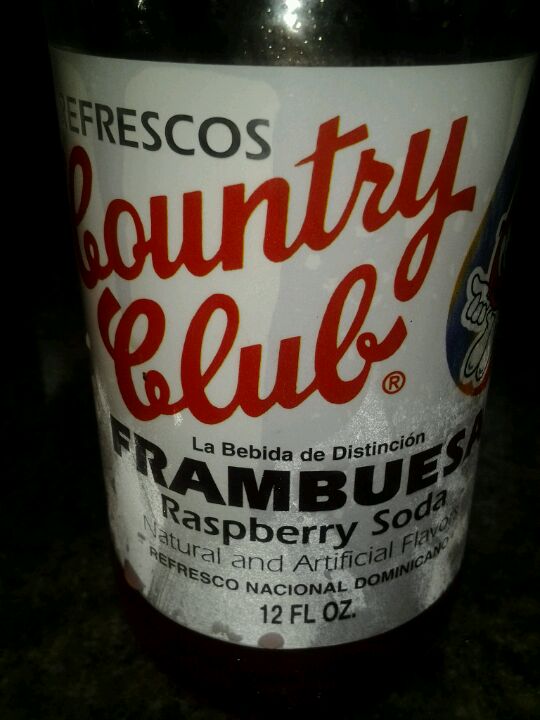 REFRESCOS
Country
Club®
La Bebida de Distinción
FRAMBUESA
Raspberry Soda
Natural and Artificial Flavors
REFRESCO NACIONAL DOMINICANO
12 FL OZ.